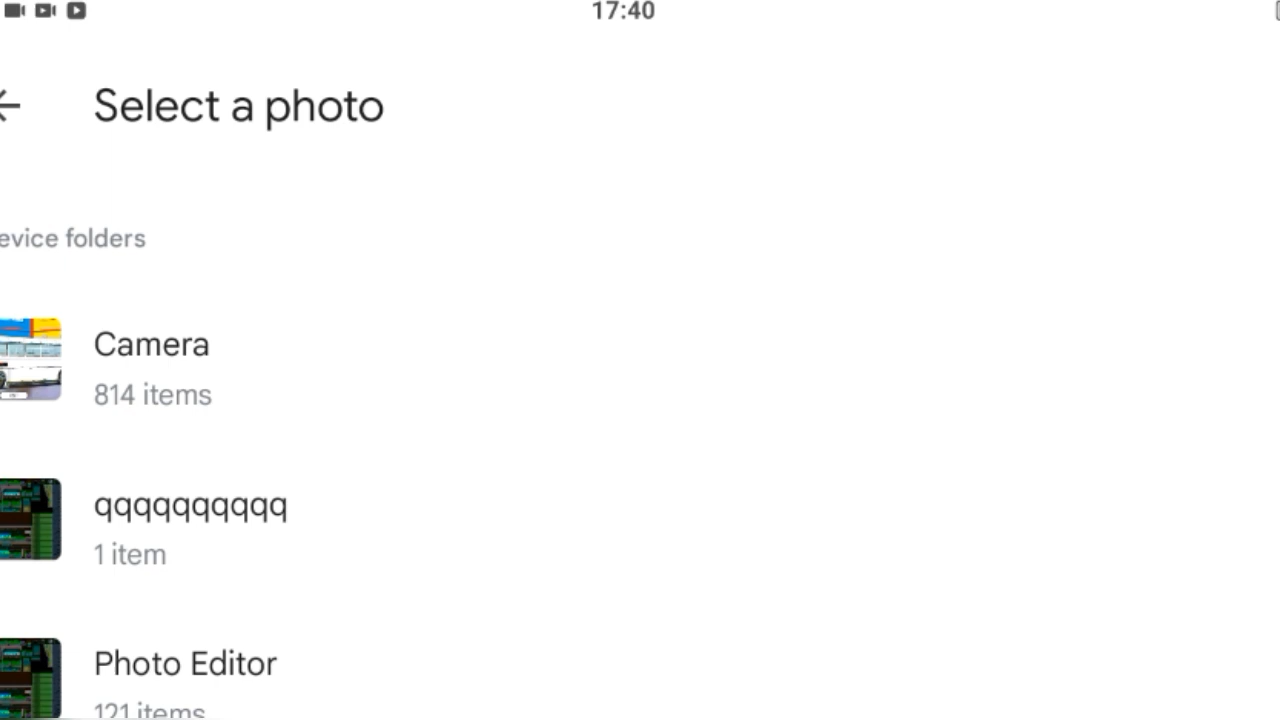 17:40
Select a photo
evice folders
Camera
814 items
qqqqqqqqqq
1 item
Photo Editor
121 items